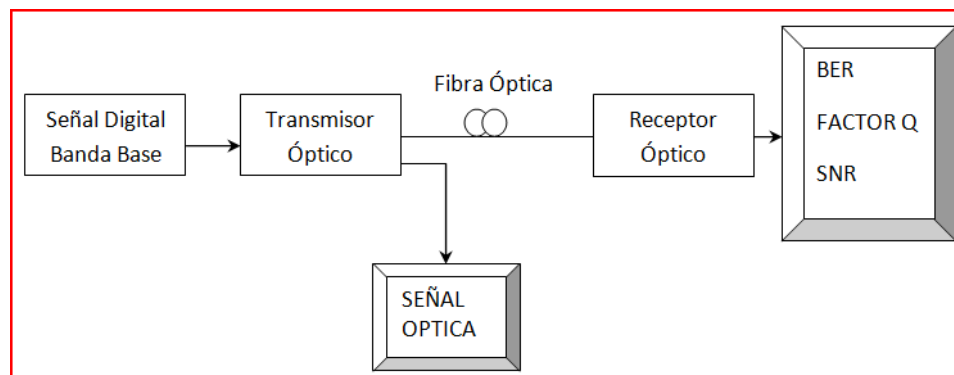 Señal Digital
Banda Base
Transmisor
Óptico
Fibra Óptica
Receptor
Óptico
BER
FACTOR Q
SNR
SEÑAL
OPTICA